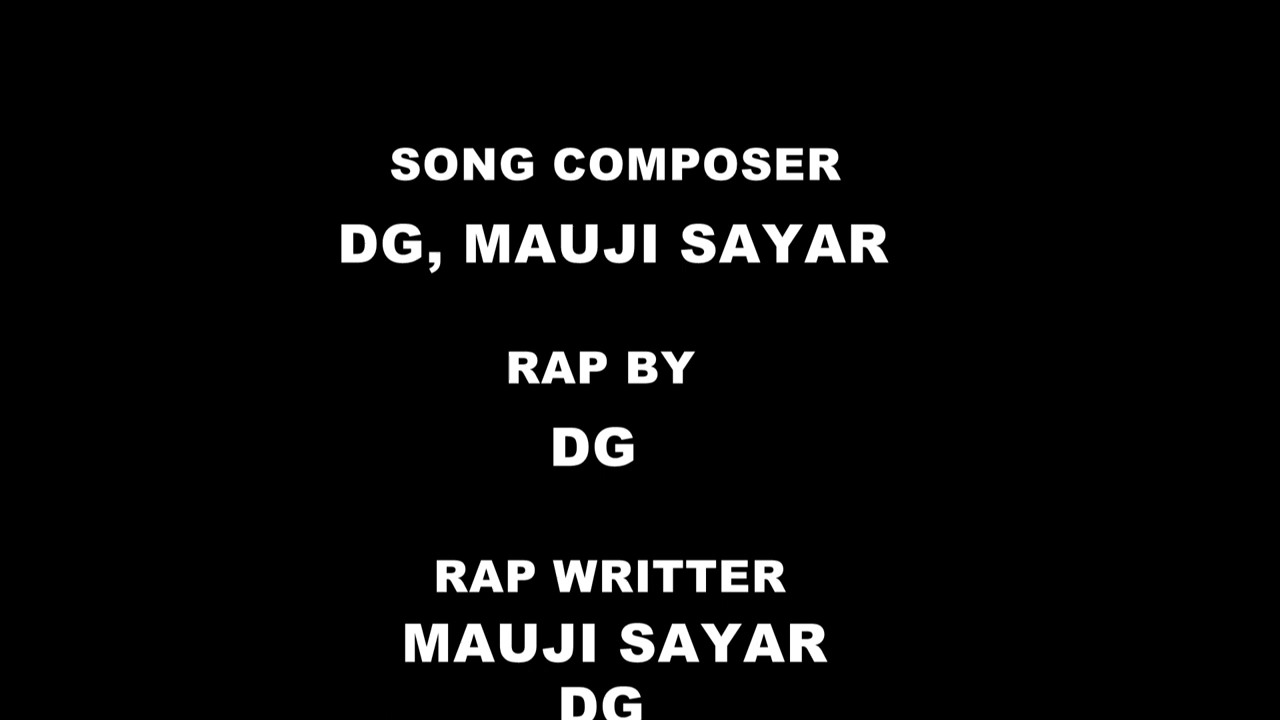 SONG COMPOSER
DG, MAUJI SAYAR
RAP BY
DG
RAP WRITTER
MAUJI SAYAR
DG